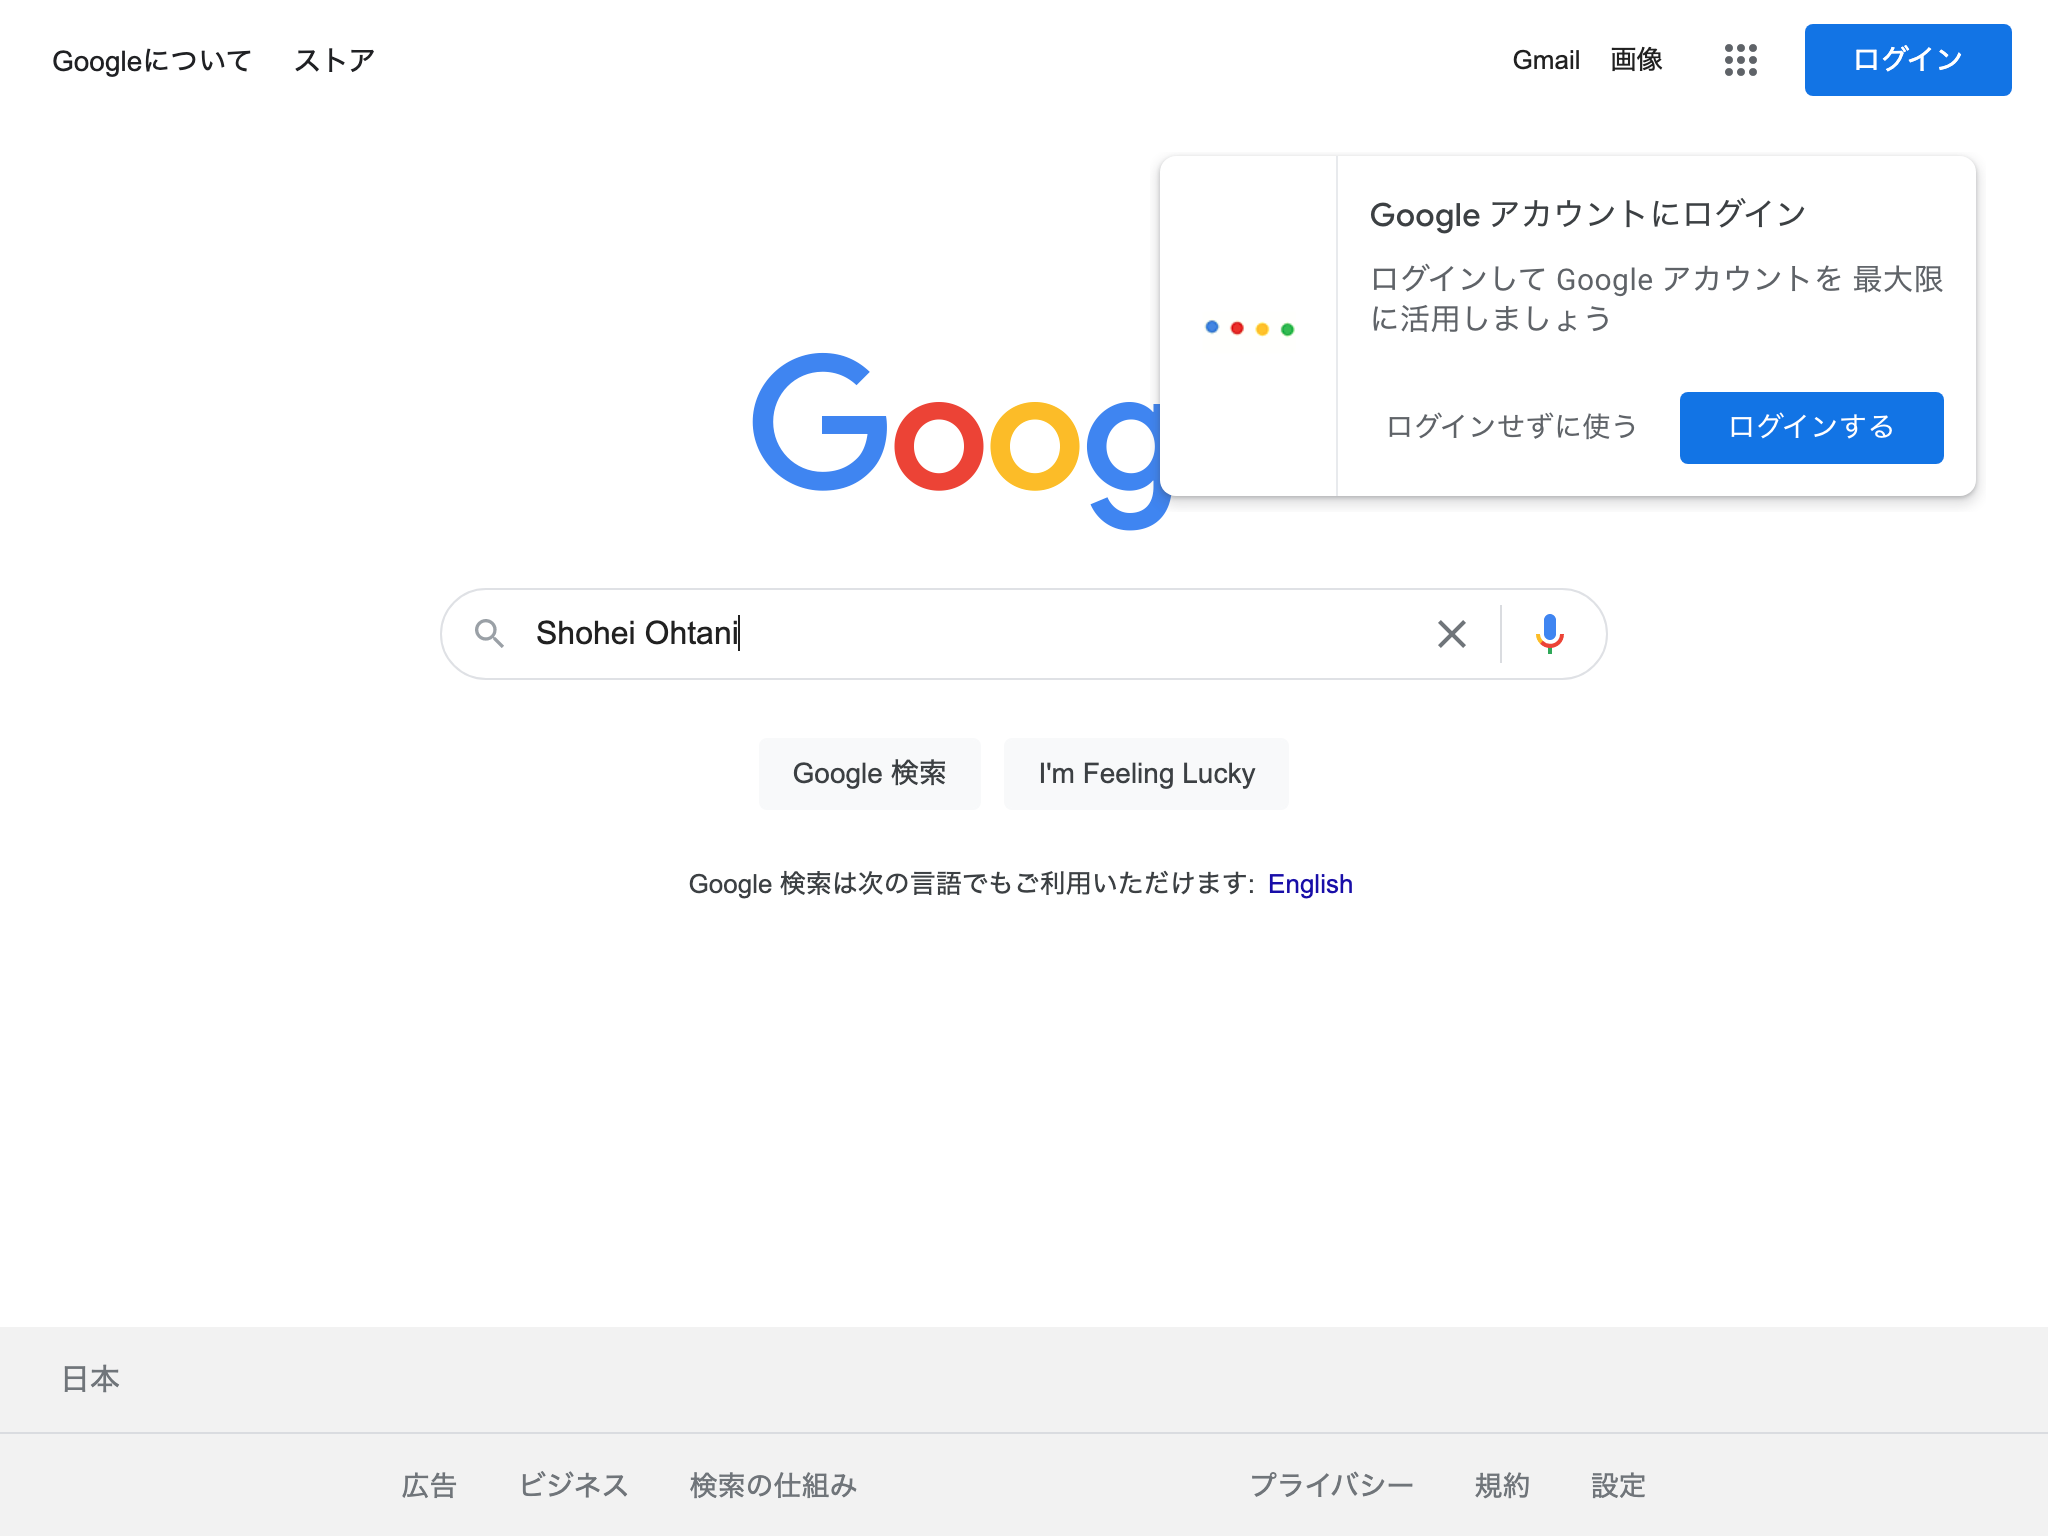 Googleについて ストア Gmail 画像 ログイン
Google アカウントにログイン
ログインして Google アカウントを 最大限
に活用しましょう
ログインせずに使う ログインする
Goog
Shohei Ohtani
Google 検索 I'm Feeling Lucky
Google 検索は次の言語でもご利用いただけます: English
日本
広告 ビジネス 検索の仕組み プライバシー 規約 設定